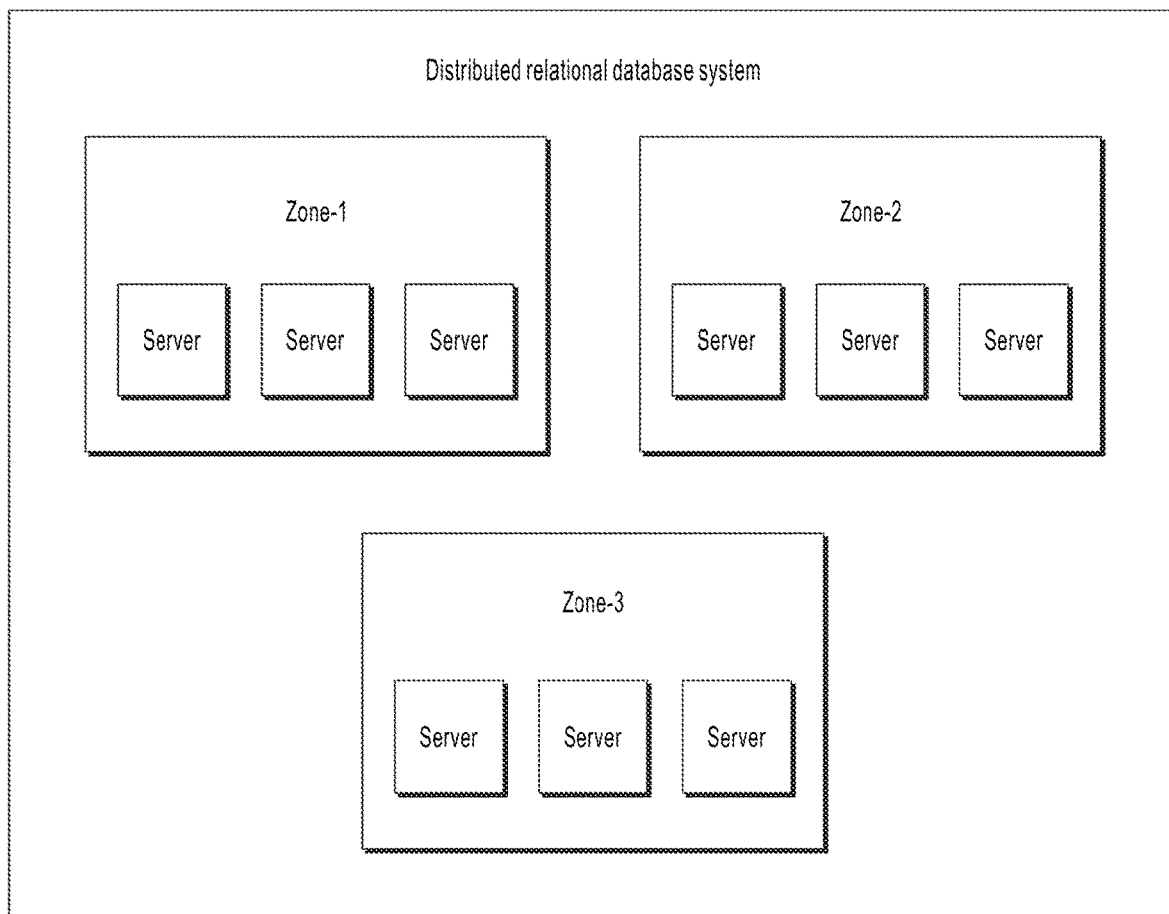 Distributed relational database system
Zone-1
Server Server Server
Zone-2
Server Server Server
Zone-3
Server Server Server